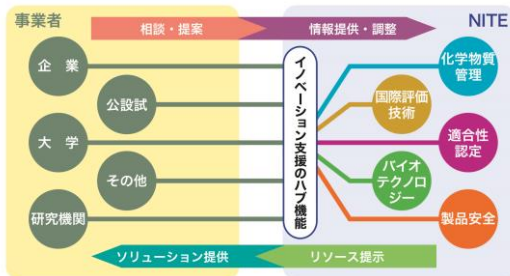 事業者
相談・提案
情報提供・調整
NITE
企業
公設試
大学
その他
研究機関
イノベーション支援のハブ機能
化学物質
管理
国際評価
技術
適合性
認定
バイオ
テクノロ
ジー
製品安全
ソリューション提供
リソース提示